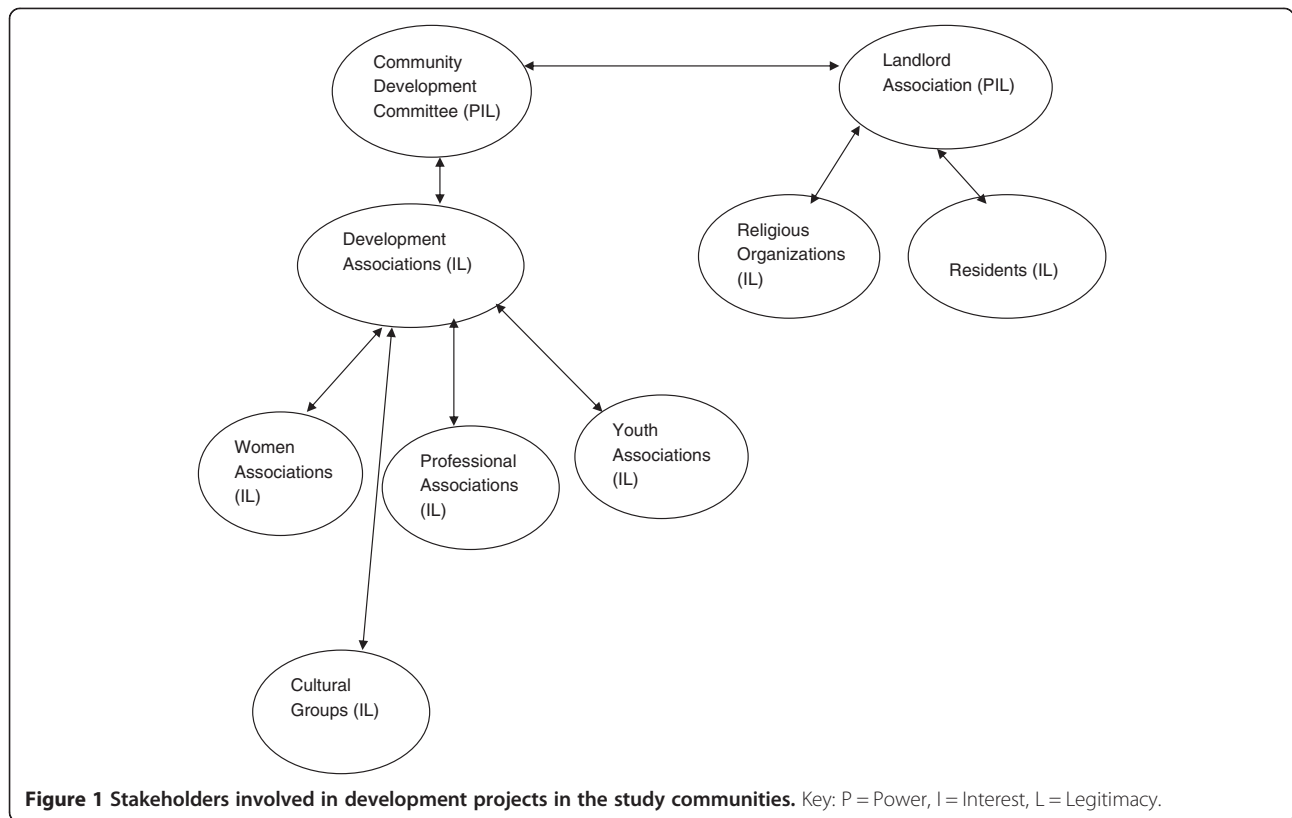 Community
Development
Committee (PIL)
Landlord
Association (PIL)
Development
Associations (IL)
Religious
Organizations
(IL)
Residents (IL)
Women
Associations
(IL)
Professional
Associations
(IL)
Youth
Associations
(IL)
Cultural
Groups (IL)
Figure 1 Stakeholders involved in development projects in the study communities. Key: P = Power, I = Interest, L = Legitimacy.